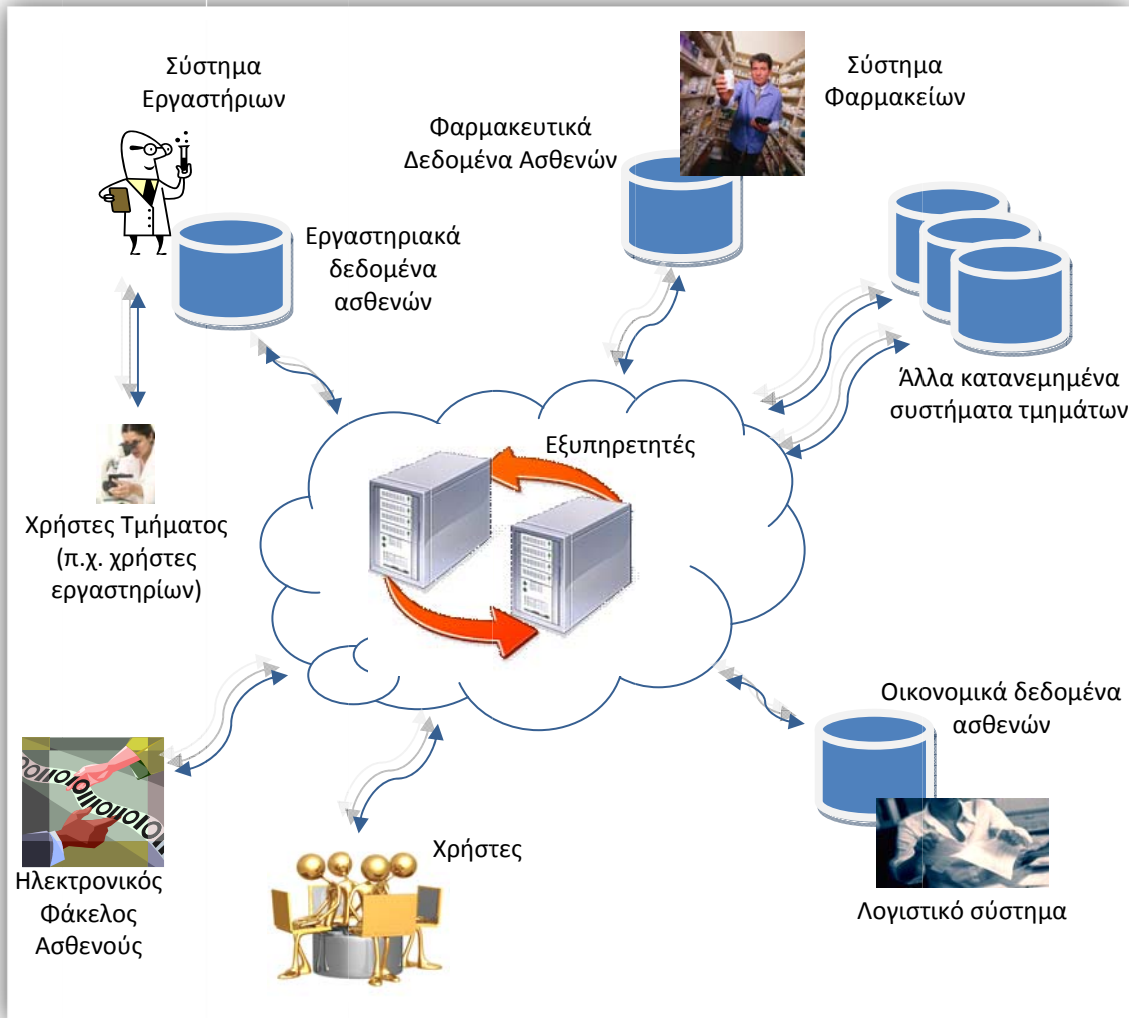 Σύστημα
Εργαστήριων
Σύστημα
Φαρμακείων
Φαρμακευτικά
Δεδομένα Ασθενών
Εργαστηριακά
δεδομένα
ασθενών
Άλλα κατανεμημένα
συστήματα τμημάτων
Εξυπηρετητές
Χρήστες Τμήματος
(π.χ. χρήστες
εργαστηρίων)
Οικονομικά δεδομένα
ασθενών
Χρήστες
Ηλεκτρονικός
Φάκελος
Ασθενούς
Λογιστικό σύστημα